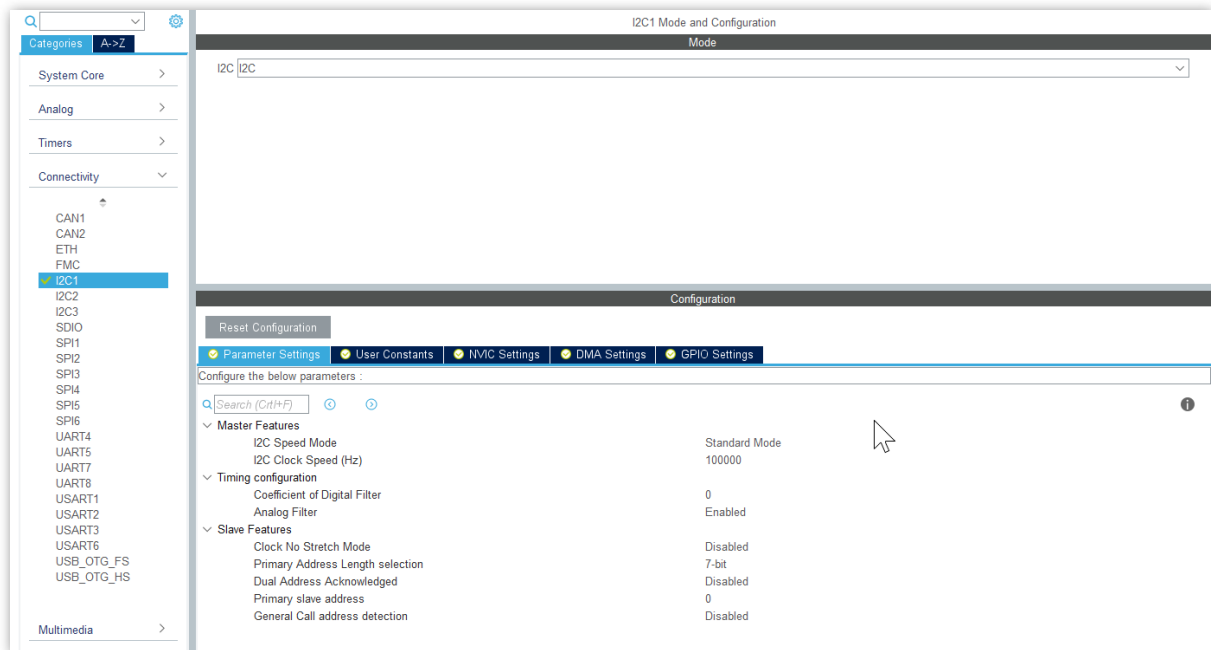 Categories A->Z
System Core
Analog
Timers
Connectivity
CAN1
CAN2
ETH
FMC
I2C1
I2C2
I2C3
SDIO
SPI1
SPI2
SPI3
SPI4
SPI5
SPI6
UART4
UART5
UART7
UART8
USART1
USART2
USART3
USART6
USB_OTG_FS
USB_OTG_HS
Multimedia
I2C1 Mode and Configuration
Mode
I2C I2C
Configuration
Reset Configuration
Parameter Settings User Constants NVIC Settings DMA Settings GPIO Settings
Configure the below parameters :
Search (CrtI+F)
Master Features
I2C Speed Mode Standard Mode
I2C Clock Speed (Hz) 100000
Timing configuration
Coefficient of Digital Filter 0
Analog Filter Enabled
Slave Features
Clock No Stretch Mode Disabled
Primary Address Length selection 7-bit
Dual Address Acknowledged Disabled
Primary slave address 0
General Call address detection Disabled